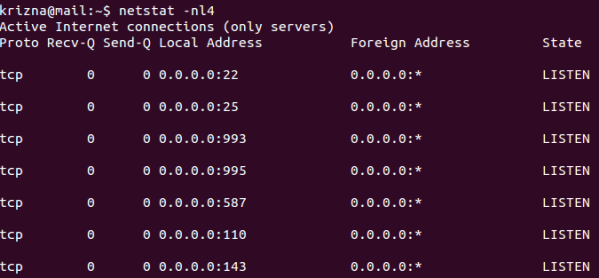 krizna@mail:~$ netstat -nl4
Active Internet connections (only servers)
Proto Recv-Q Send-Q Local Address Foreign Address State
tcp 0 0 0.0.0.0:22 0.0.0.0:* LISTEN
tcp 0 0 0.0.0.0:25 0.0.0.0:* LISTEN
tcp 0 0 0.0.0.0:993 0.0.0.0:* LISTEN
tcp 0 0 0.0.0.0:995 0.0.0.0:* LISTEN
tcp 0 0 0.0.0.0:587 0.0.0.0:* LISTEN
tcp 0 0 0.0.0.0:110 0.0.0.0:* LISTEN
tcp 0 0 0.0.0.0:143 0.0.0.0:* LISTEN